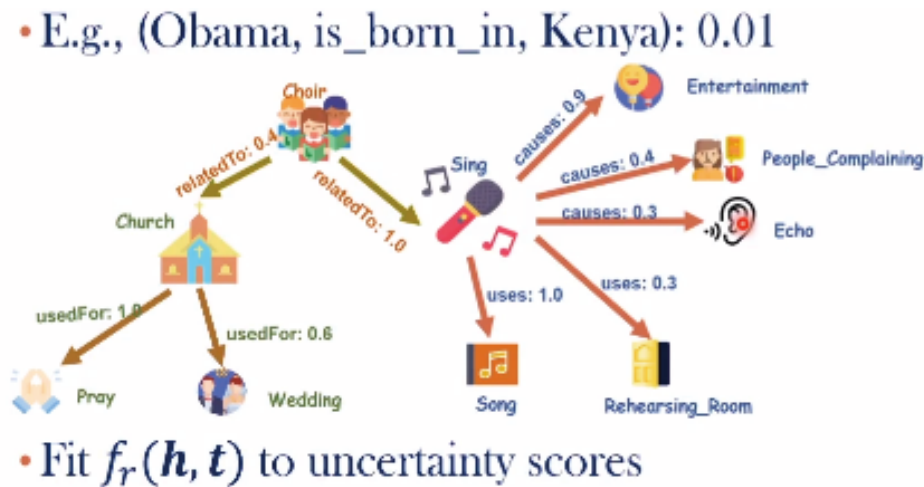 • E.g., (Obama, is_born_in, Kenya): 0.01
Choir
relatedTo: 0.4
relatedTo: 1.0
Church
usedFor: 1.0
usedFor: 0.6
Pray
Wedding
Sing
causes: 0.9
Entertainment
causes: 0.4
People_Complaining
causes: 0.3
Echo
uses: 1.0
uses: 0.3
Song
Rehearsing_Room
• Fit f_r(h, t) to uncertainty scores